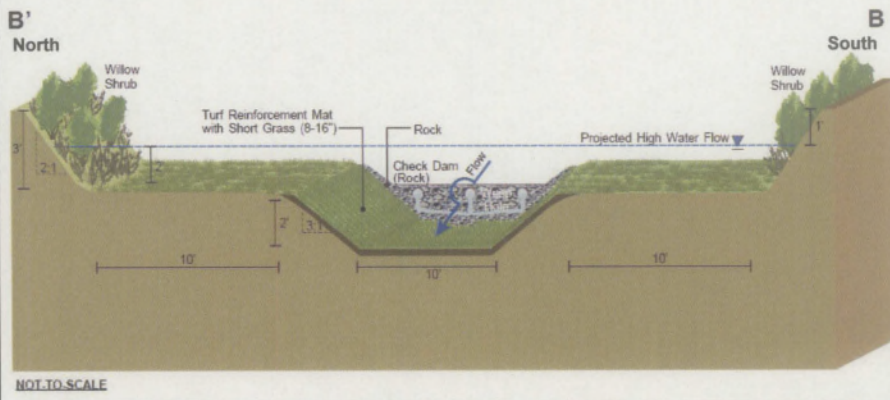 B'
North
B
South
Willow
Shrub
Willow
Shrub
Turf Reinforcement Mat
with Short Grass (8-16")
Rock
Projected High Water Flow
Check Dam
(Rock)
Flow
3'
2:1
2'
1'
2'
3:1
10'
10'
10'
NOT-TO-SCALE